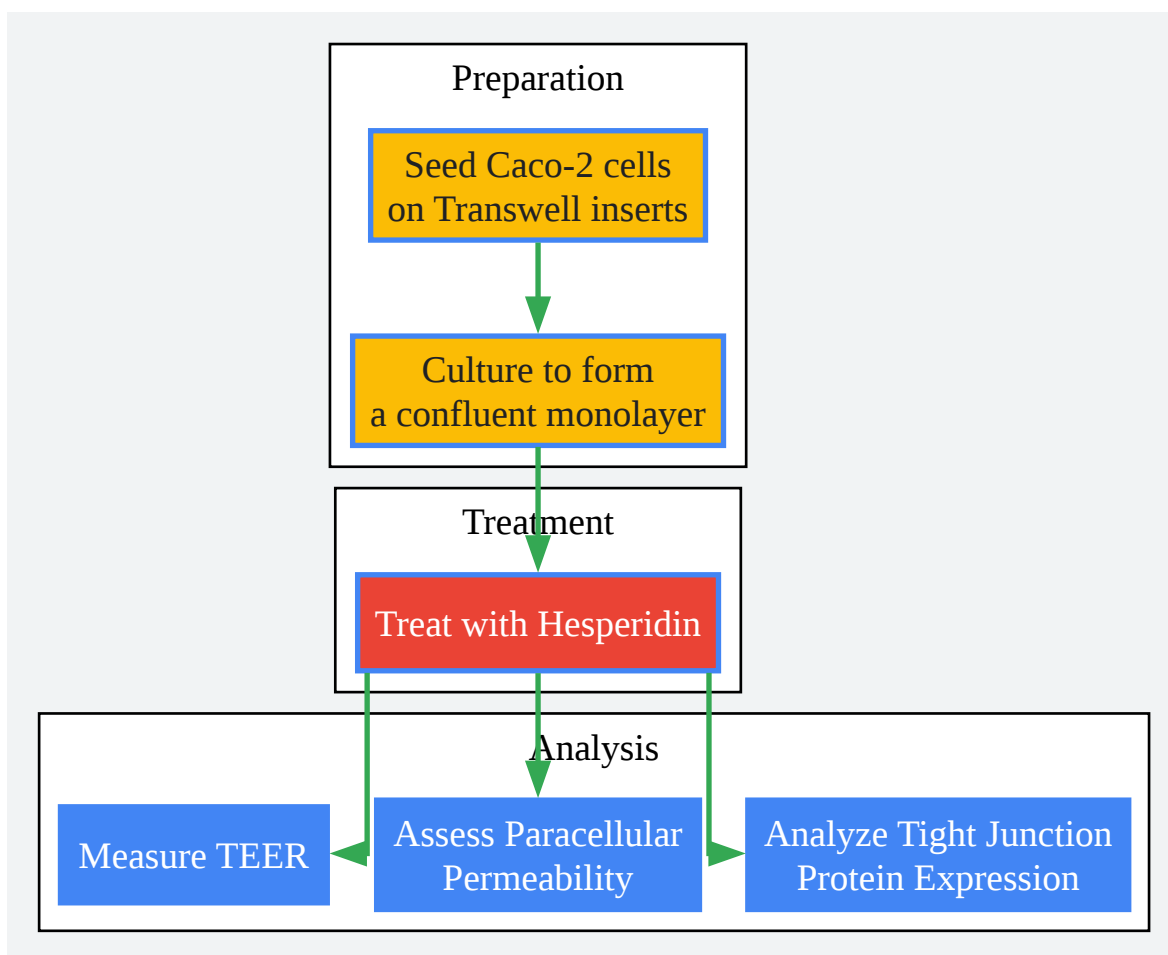 Preparation
Seed Caco-2 cells
on Transwell inserts
Culture to form
a confluent monolayer
Treatment
Treat with Hesperidin
Analysis
Measure TEER
Assess Paracellular
Permeability
Analyze Tight Junction
Protein Expression